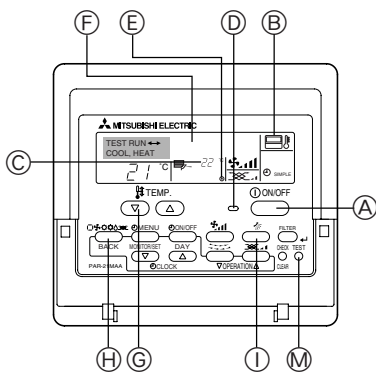 F
E
D
B
MITSUBISHI ELECTRIC
TEST RUN
COOL, HEAT
C
21 °C
22 °C
SIMPLE
TEMP.
ON/OFF
A
MENU
ON/OFF
FILTER
BACK
MONITOR/SET
DAY
CHECK
TEST
PAR-21MAA
CLOCK
OPERATION
CLEAR
H
G
I
M